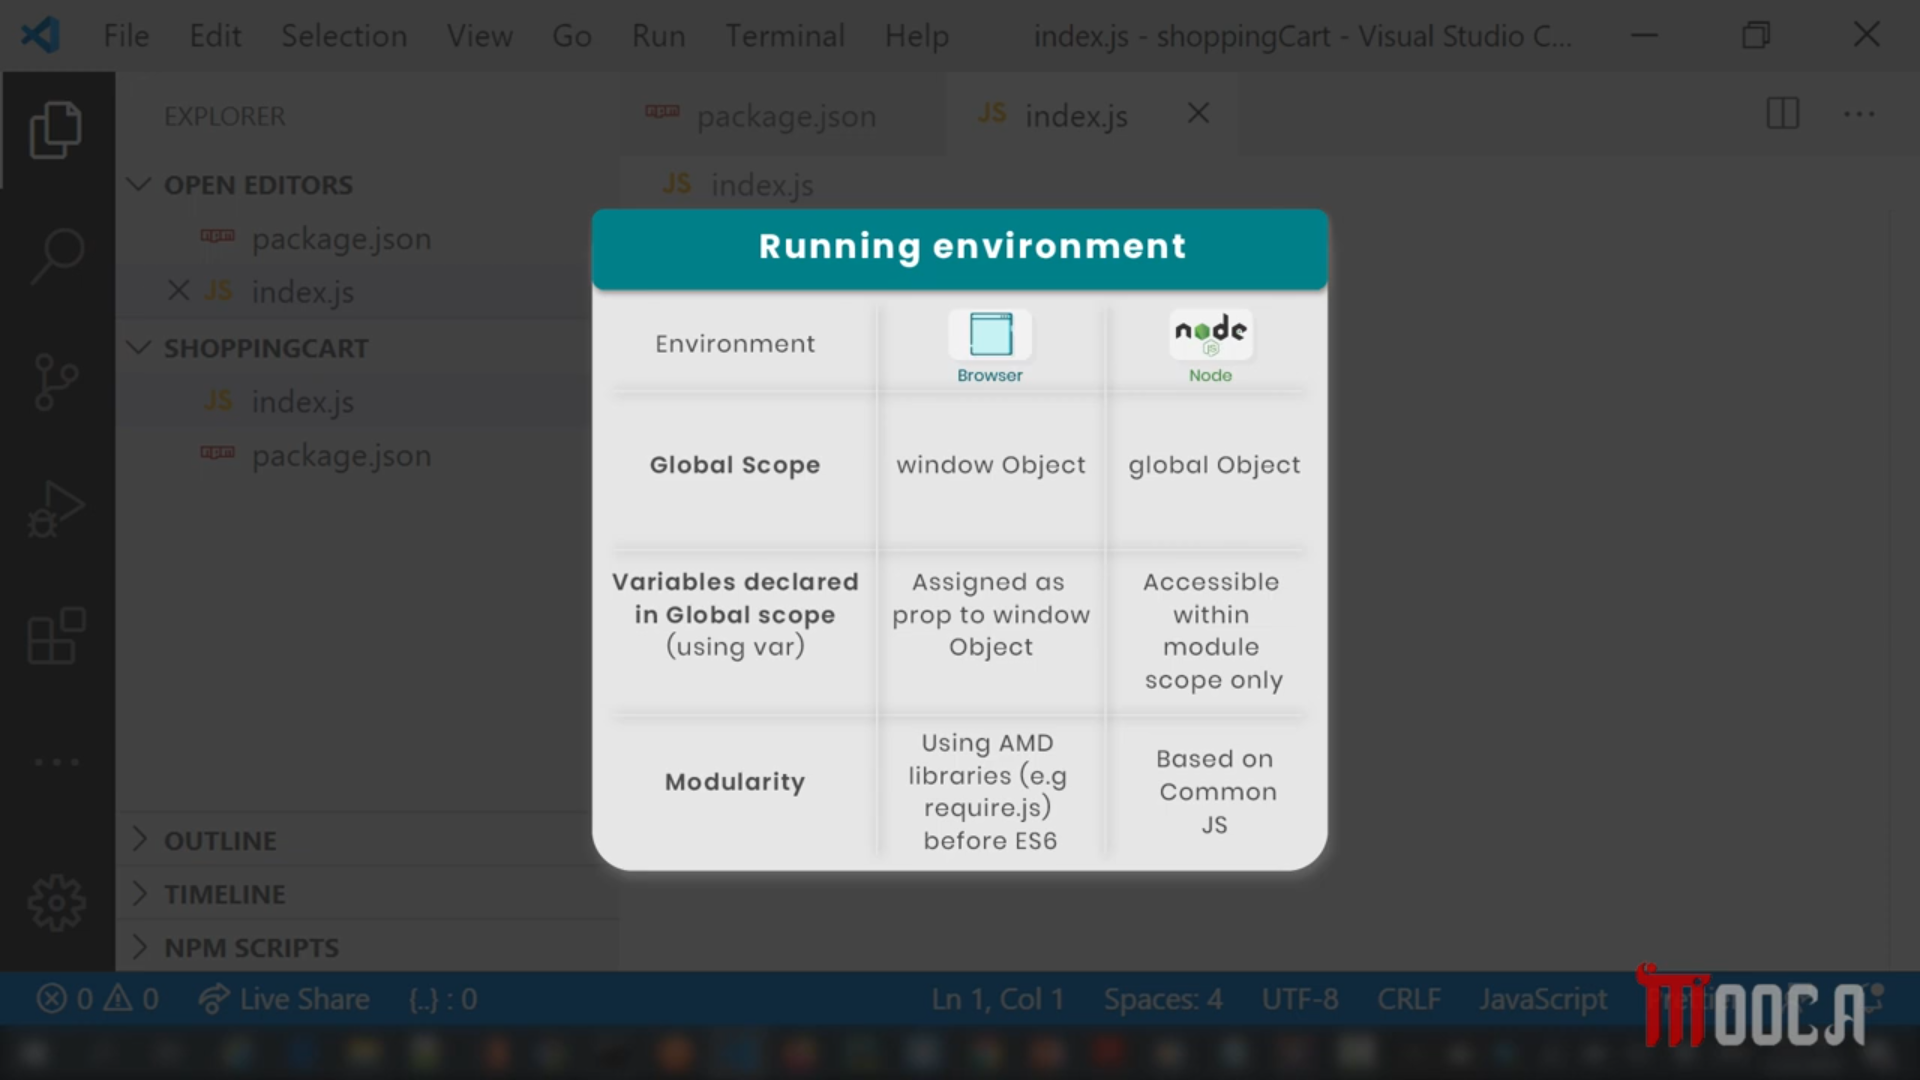 File Edit Selection View Go Run Terminal Help index.js - shoppingCart - Visual Studio C...
EXPLORER
OPEN EDITORS
package.json
JS index.js
SHOPPINGCART
JS index.js
package.json
OUTLINE
TIMELINE
NPM SCRIPTS
package.json JS index.js
JS index.js
Running environment
Environment
Browser
node
JS
Node
Global Scope
window Object
global Object
Variables declared
in Global scope
(using var)
Assigned as
prop to window
Object
Accessible
within
module
scope only
Modularity
Using AMD
libraries (e.g
require.js)
before ES6
Based on
Common
JS
0 0 Live Share {..} : 0 Ln 1, Col 1 Spaces: 4 UTF-8 CRLF JavaScript
MOOCA